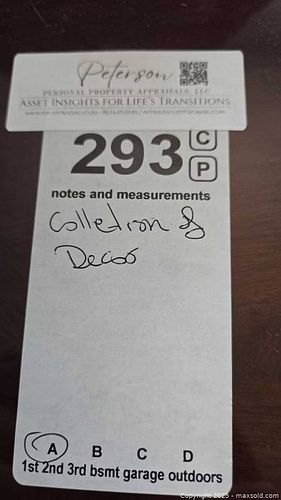 Peterson
PERSONAL PROPERTY APPRAISALS, LLC
ASSET INSIGHTS FOR LIFE'S TRANSITIONS
293
C
P
notes and measurements
Colletion of
Decor
A B C D
1st 2nd 3rd bsmt garage outdoors
Copyright © 2025 - maxsold.com